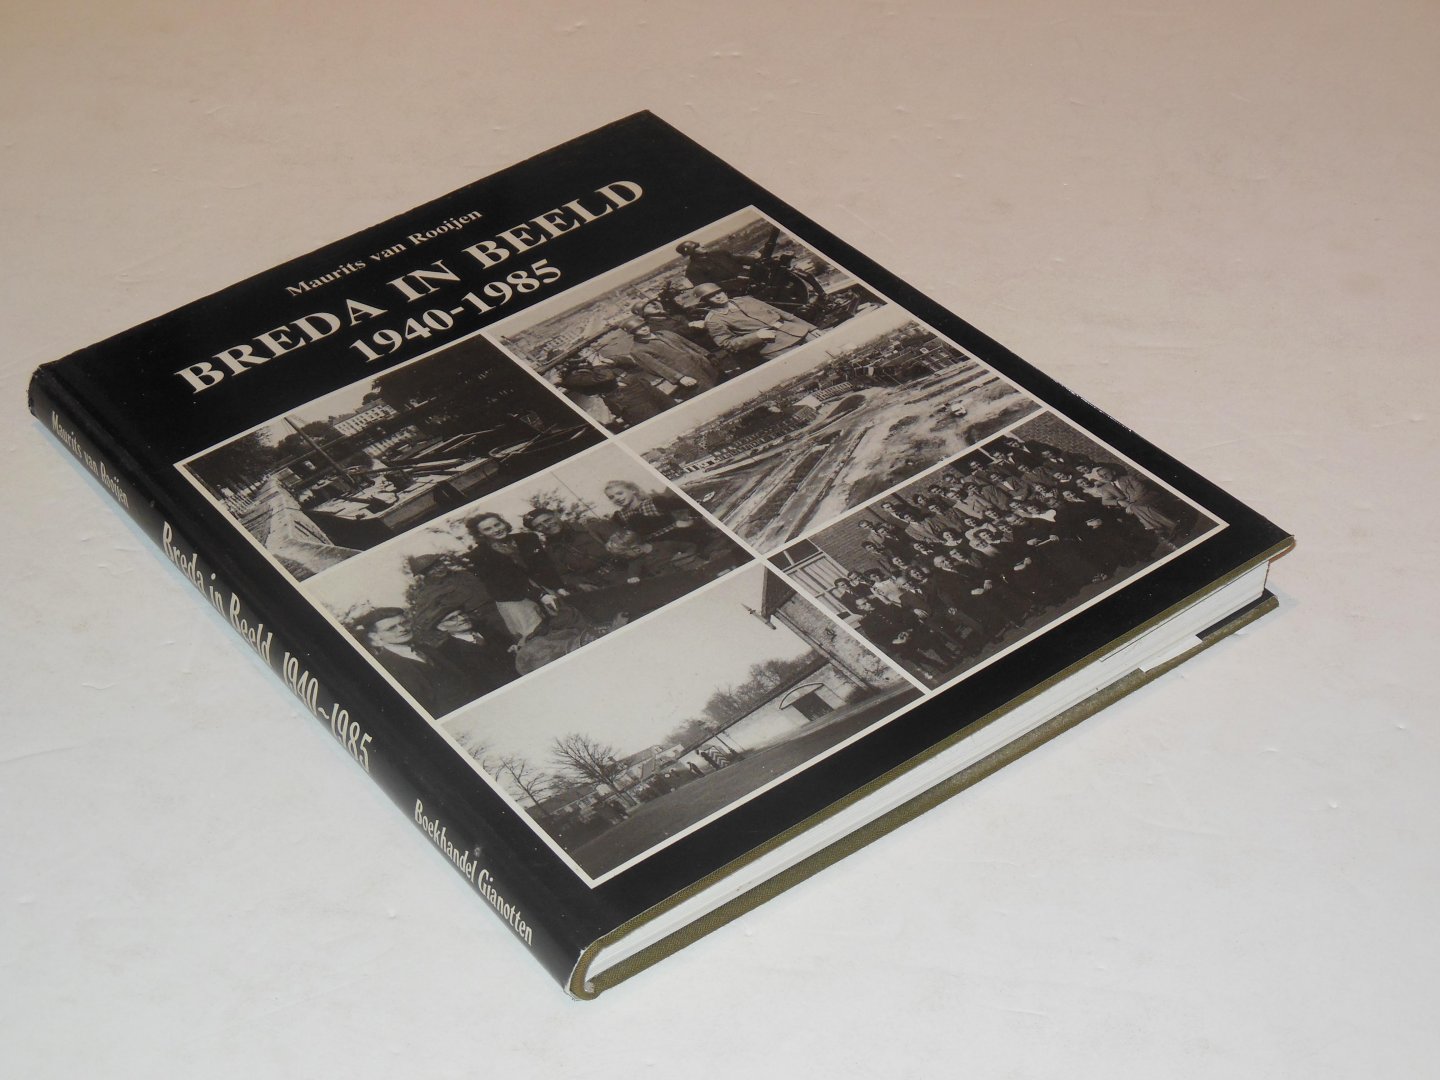 Maurits van Rooijen
BREDA IN BEELD
1940-1985
Maurits van Rooijen
Breda in Beeld 1940~1985
Boekhandel Gianotten